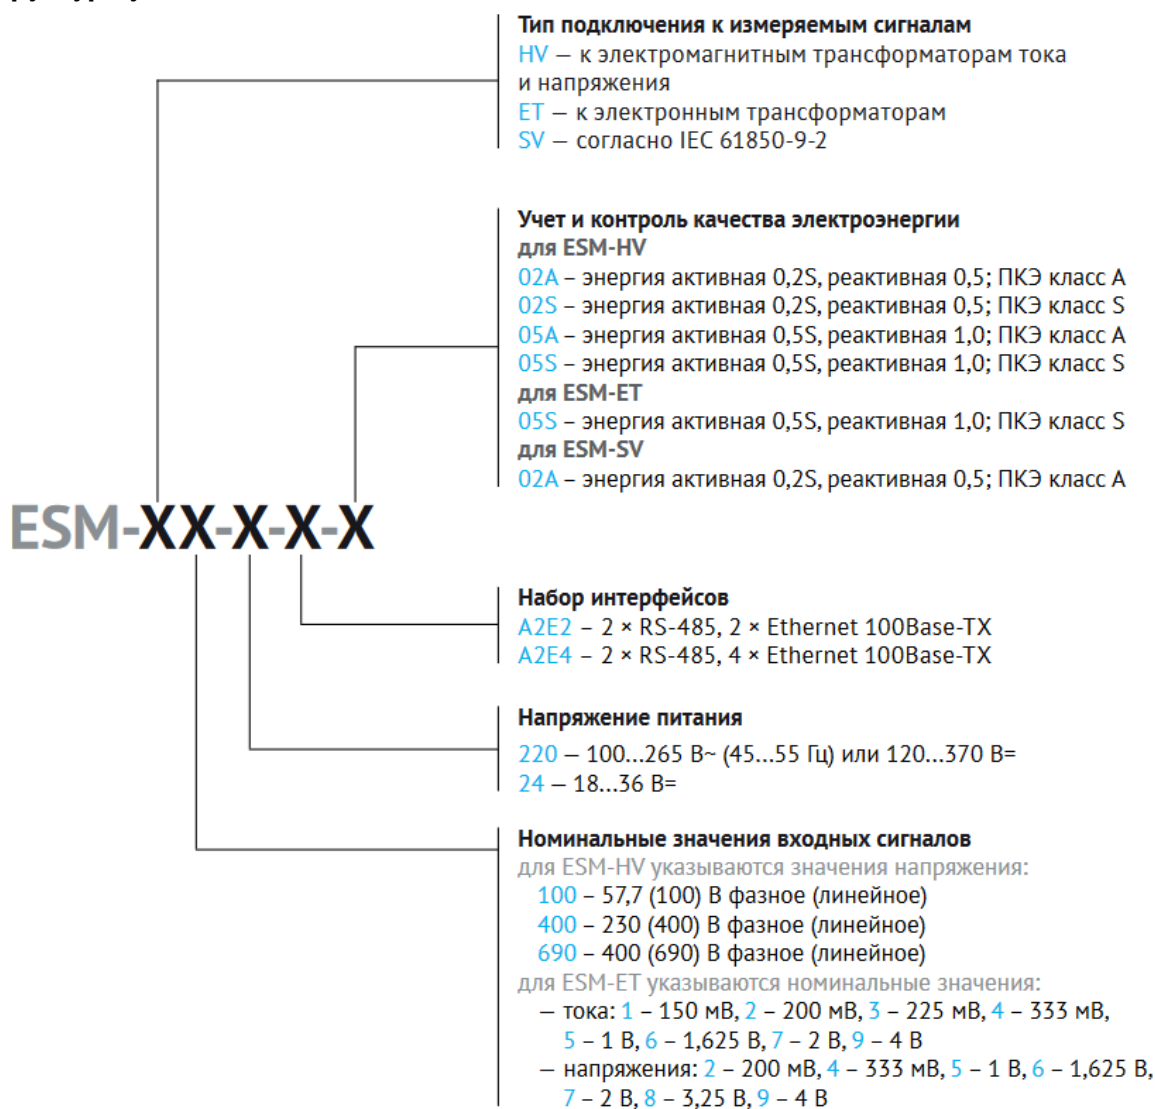 Тип подключения к измеряемым сигналам
HV — к электромагнитным трансформаторам тока
и напряжения
ET — к электронным трансформаторам
SV — согласно IEC 61850-9-2
Учет и контроль качества электроэнергии
для ESM-HV
02A – энергия активная 0,2S, реактивная 0,5; ПКЭ класс A
02S – энергия активная 0,2S, реактивная 0,5; ПКЭ класс S
05A – энергия активная 0,5S, реактивная 1,0; ПКЭ класс A
05S – энергия активная 0,5S, реактивная 1,0; ПКЭ класс S
для ESM-ET
05S – энергия активная 0,5S, реактивная 1,0; ПКЭ класс S
для ESM-SV
02A – энергия активная 0,2S, реактивная 0,5; ПКЭ класс A
ESM-XX-X-X-X
Набор интерфейсов
A2E2 – 2 × RS-485, 2 × Ethernet 100Base-TX
A2E4 – 2 × RS-485, 4 × Ethernet 100Base-TX
Напряжение питания
220 — 100...265 В~ (45...55 Гц) или 120...370 В=
24 — 18...36 В=
Номинальные значения входных сигналов
для ESM-HV указываются значения напряжения:
100 – 57,7 (100) В фазное (линейное)
400 – 230 (400) В фазное (линейное)
690 – 400 (690) В фазное (линейное)
для ESM-ET указываются номинальные значения:
— тока: 1 – 150 мВ, 2 – 200 мВ, 3 – 225 мВ, 4 – 333 мВ,
5 – 1 В, 6 – 1,625 В, 7 – 2 В, 9 – 4 В
— напряжения: 2 – 200 мВ, 4 – 333 мВ, 5 – 1 В, 6 – 1,625 В,
7 – 2 В, 8 – 3,25 В, 9 – 4 В